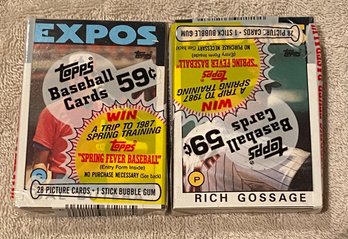 EXPOS
Topps
Topps
Baseball
Cards
59¢
WIN
A TRIP TO 1987
SPRING TRAINING
Topps
"SPRING FEVER BASEBALL"
(Entry Form Inside)
NO PURCHASE NECESSARY (See Back)
28 PICTURE CARDS • 1 STICK BUBBLE GUM
28 PICTURE CARDS • 1 STICK BUBBLE GUM
NO PURCHASE NECESSARY (See Back)
(Entry Form Inside)
"SPRING FEVER BASEBALL"
Topps
SPRING TRAINING
A TRIP TO 1987
WIN
59¢
Topps
Baseball
Cards
P
RICH GOSSAGE